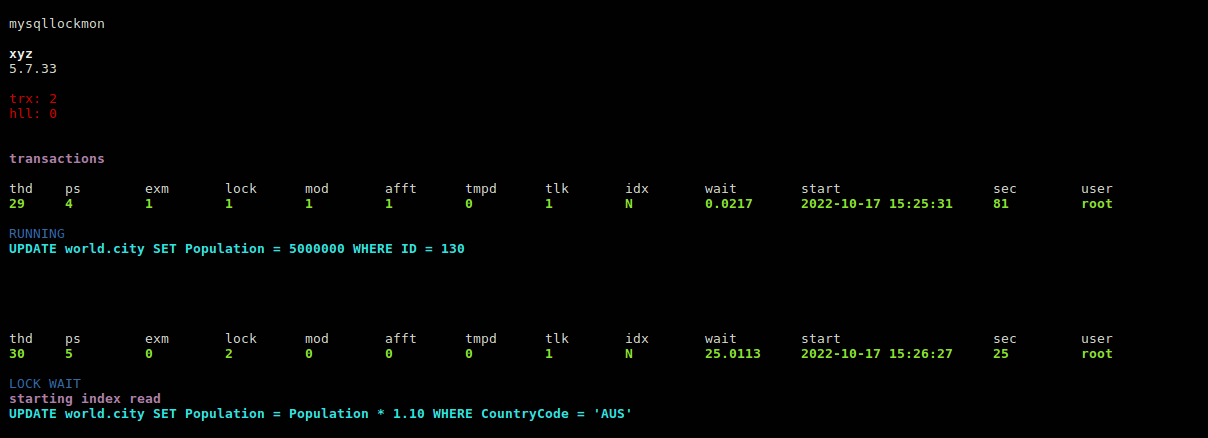 mysqllockmon
xyz
5.7.33
trx: 2
hll: 0
transactions
thd ps exm lock mod afft tmpd tlk idx wait start sec user
29 4 1 1 1 1 0 1 N 0.0217 2022-10-17 15:25:31 81 root
RUNNING
UPDATE world.city SET Population = 5000000 WHERE ID = 130
thd ps exm lock mod afft tmpd tlk idx wait start sec user
30 5 0 2 0 0 0 1 N 25.0113 2022-10-17 15:26:27 25 root
LOCK WAIT
starting index read
UPDATE world.city SET Population = Population * 1.10 WHERE CountryCode = 'AUS'